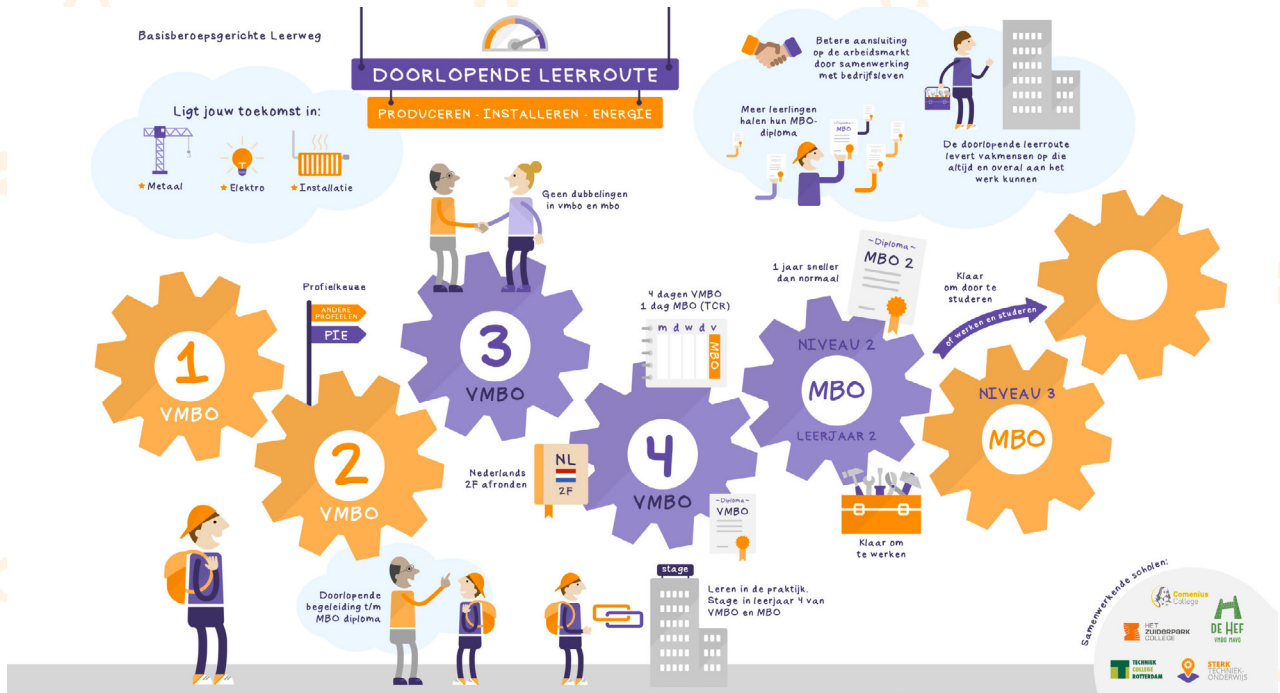 Basisberoepsgerichte Leerweg
DOORLOPENDE LEERROUTE
PRODUCEREN - INSTALLEREN - ENERGIE
Ligt jouw toekomst in:
Metaal
Elektro
Installatie
Betere aansluiting
op de arbeidsmarkt
door samenwerking
met bedrijfsleven
Meer leerlingen
halen hun MBO-
diploma
~Diploma~
MBO
De doorlopende leerroute
levert vakmensen op die
altijd en overal aan het
werk kunnen
Geen dubbelingen
in vmbo en mbo
1
VMBO
Profielkeuze
ANDERE
PROFIELEN
PIE
2
VMBO
3
VMBO
4 dagen VMBO
1 dag MBO (TCR)
m d w d v
MBO
Nederlands
2F afronden
NL
2F
4
VMBO
~Diploma~
VMBO
1 jaar sneller
dan normaal
~Diploma~
MBO 2
NIVEAU 2
MBO
LEERJAAR 2
Klaar
om door te
studeren
of werken en studeren
NIVEAU 3
MBO
Klaar om
te werken
Doorlopende
begeleiding t/m
MBO diploma
stage
Leren in de praktijk.
Stage in leerjaar 4 van
VMBO en MBO
Samenwerkende scholen:
Comenius
College
HET
ZUIDERPARK
COLLEGE
DE HEF
VMBO MAVO
TECHNIEK
COLLEGE
ROTTERDAM
STERK
TECHNIEK-
ONDERWIJS